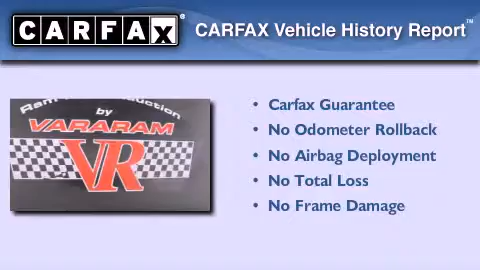 CARFAX®
CARFAX Vehicle History Report™
Ram
by
VARARAM
VR
• Carfax Guarantee
• No Odometer Rollback
• No Airbag Deployment
• No Total Loss
• No Frame Damage